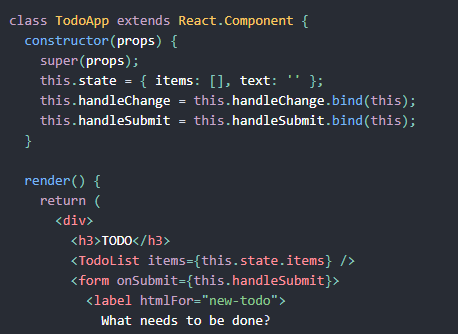 class TodoApp extends React.Component {
  constructor(props) {
    super(props);
    this.state = { items: [], text: '' };
    this.handleChange = this.handleChange.bind(this);
    this.handleSubmit = this.handleSubmit.bind(this);
  }

  render() {
    return (
      <div>
        <h3>TODO</h3>
        <TodoList items={this.state.items} />
        <form onSubmit={this.handleSubmit}>
          <label htmlFor="new-todo">
            What needs to be done?